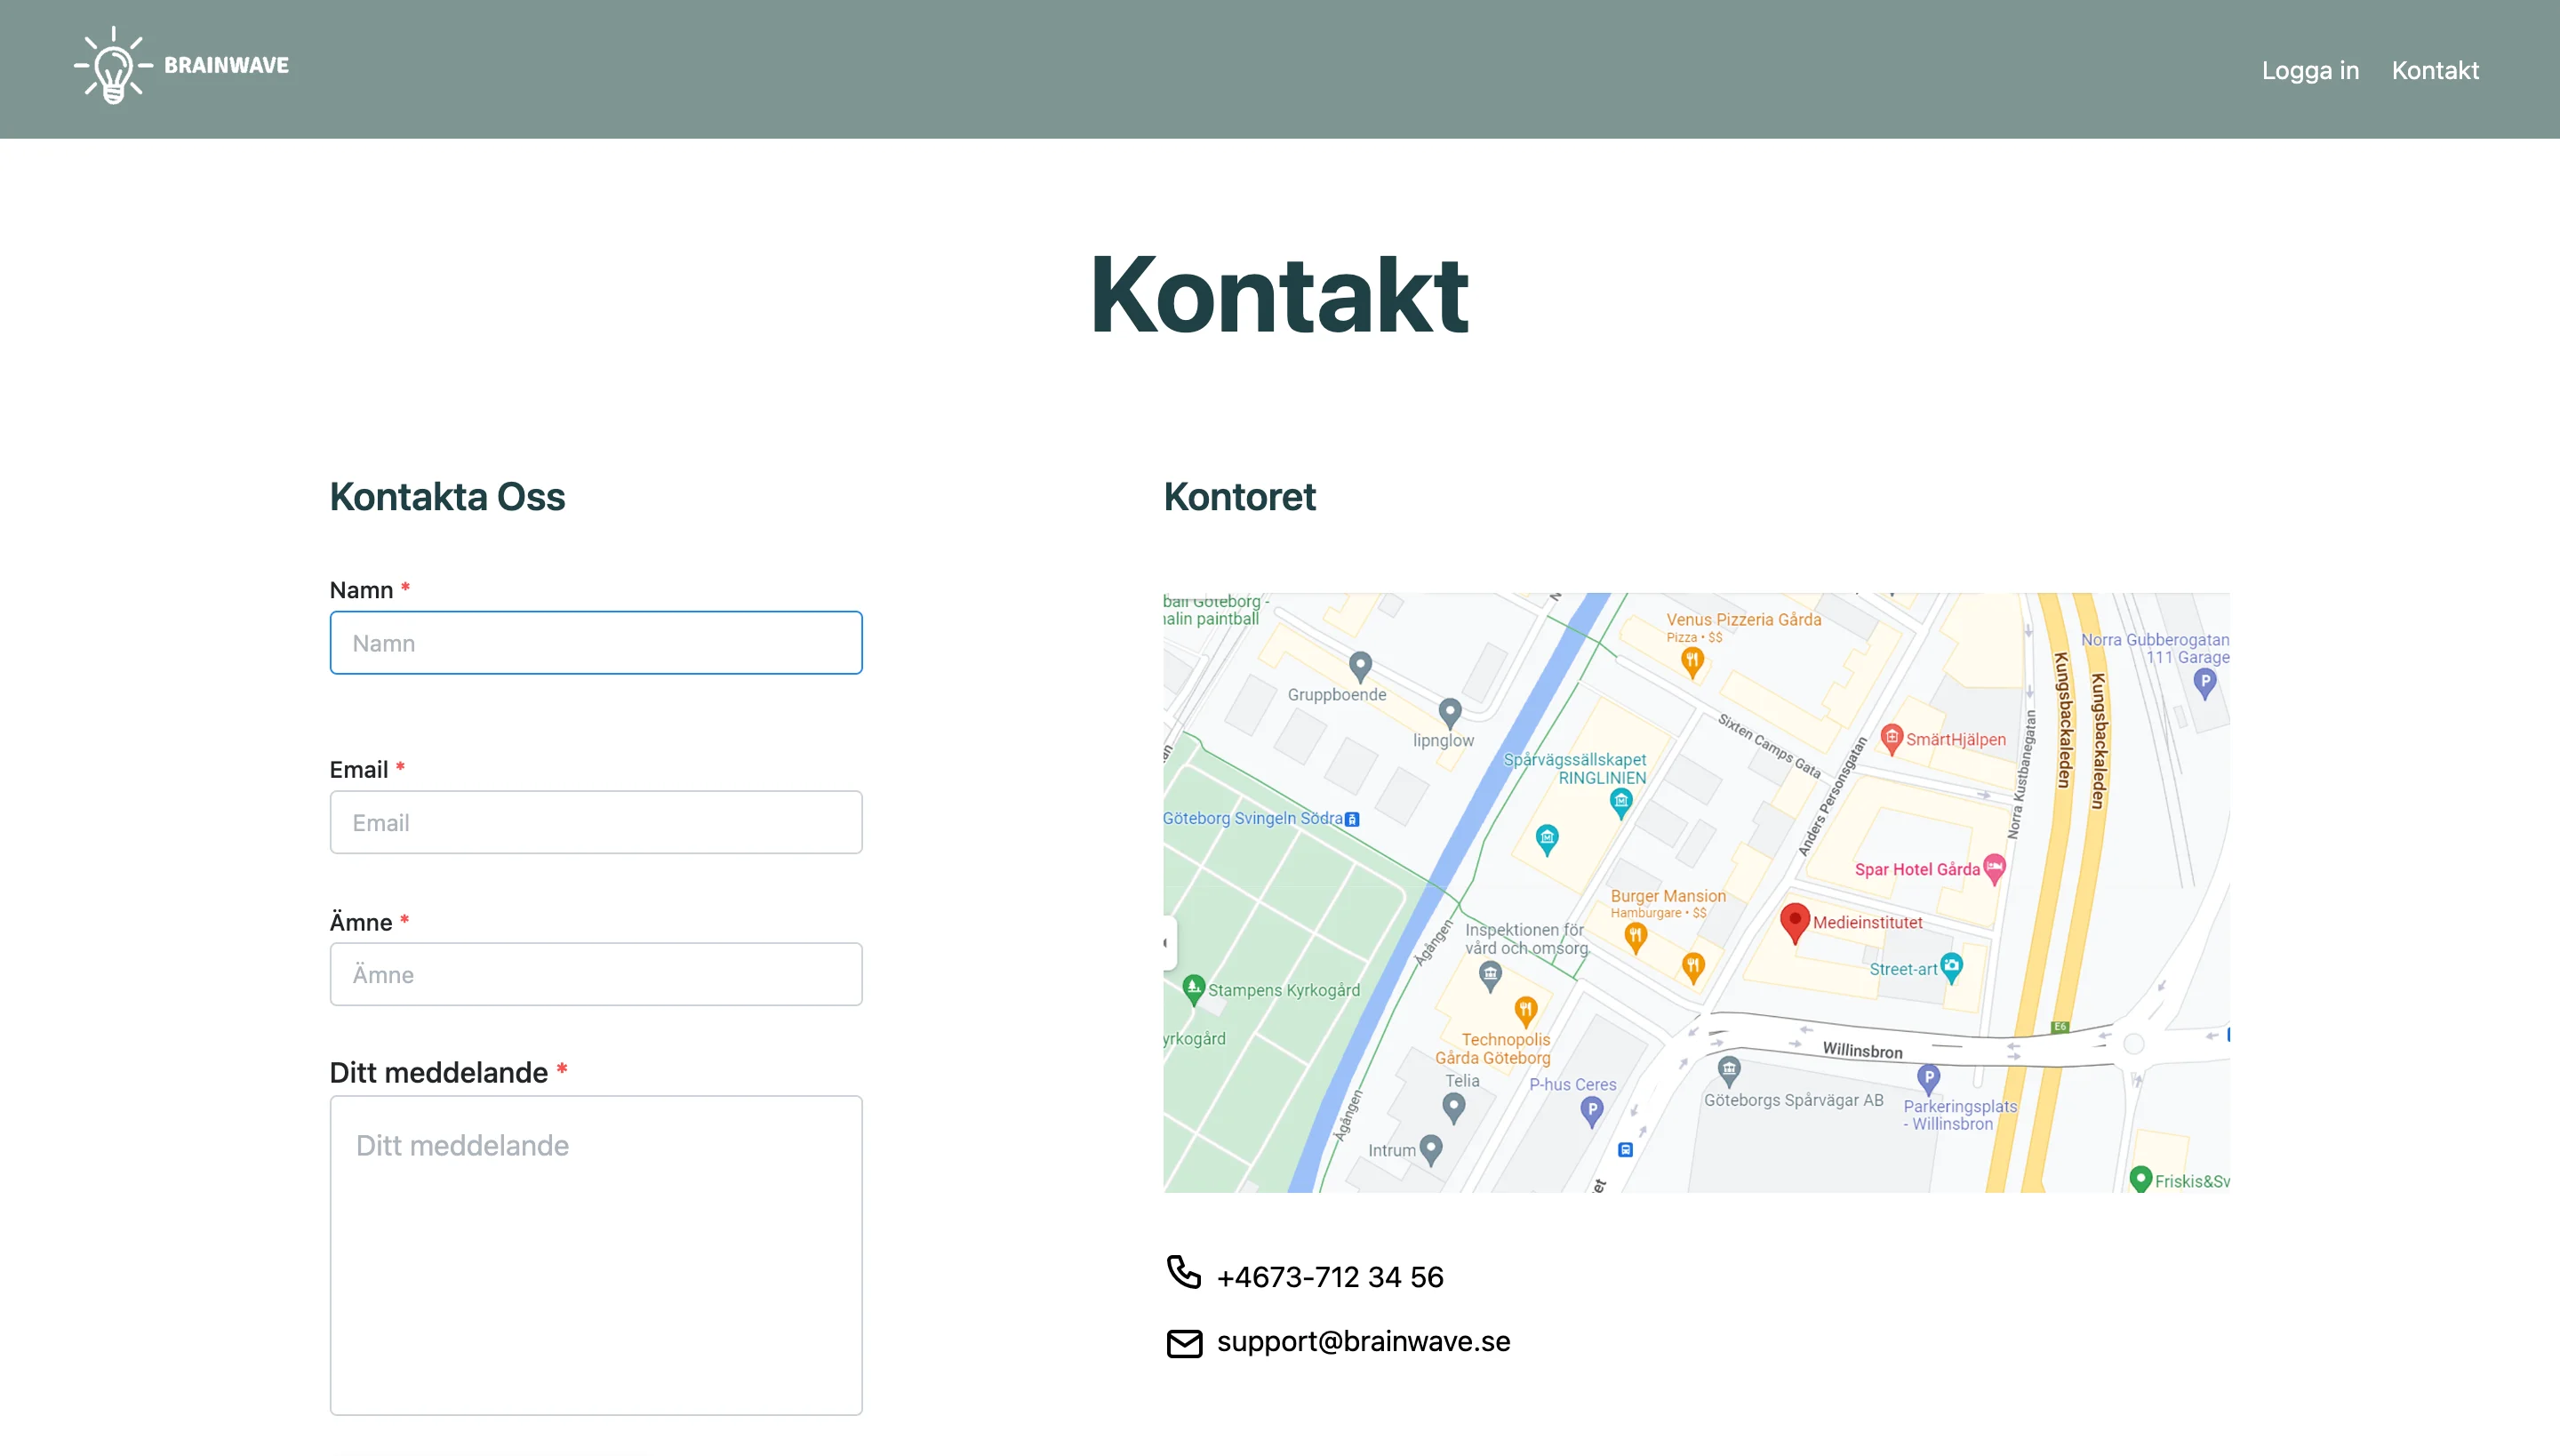 BRAINWAVE
Logga in
Kontakt
Kontakt
Kontakta Oss
Namn *
Namn
Email *
Email
Ämne *
Ämne
Ditt meddelande *
Ditt meddelande
Kontoret
ball Göteborg -
nalin paintball
Venus Pizzeria Gårda
Pizza • $$
Norra Gubberogatan
111 Garage
Gruppboende
lipnglow
Sixten Camps Gata
SmärtHjälpen
Kungsbackaleden
Kungsbackaleden
Norra Kustbanegatan
Anders Personsgatan
Spårvägssällskapet
RINGLINIEN
Göteborg Svingeln Södra
Spar Hotel Gårda
Burger Mansion
Hamburgare • $$
Medieinstitutet
Inspektionen för
vård och omsorg
Ågången
Street-art
Stampens Kyrkogård
yrkogård
Technopolis
Gårda Göteborg
E6
Willinsbron
Telia
P-hus Ceres
Göteborgs Spårvägar AB
Parkeringsplats
- Willinsbron
Ågången
Intrum
et
Friskis&Sv
+4673-712 34 56
support@brainwave.se